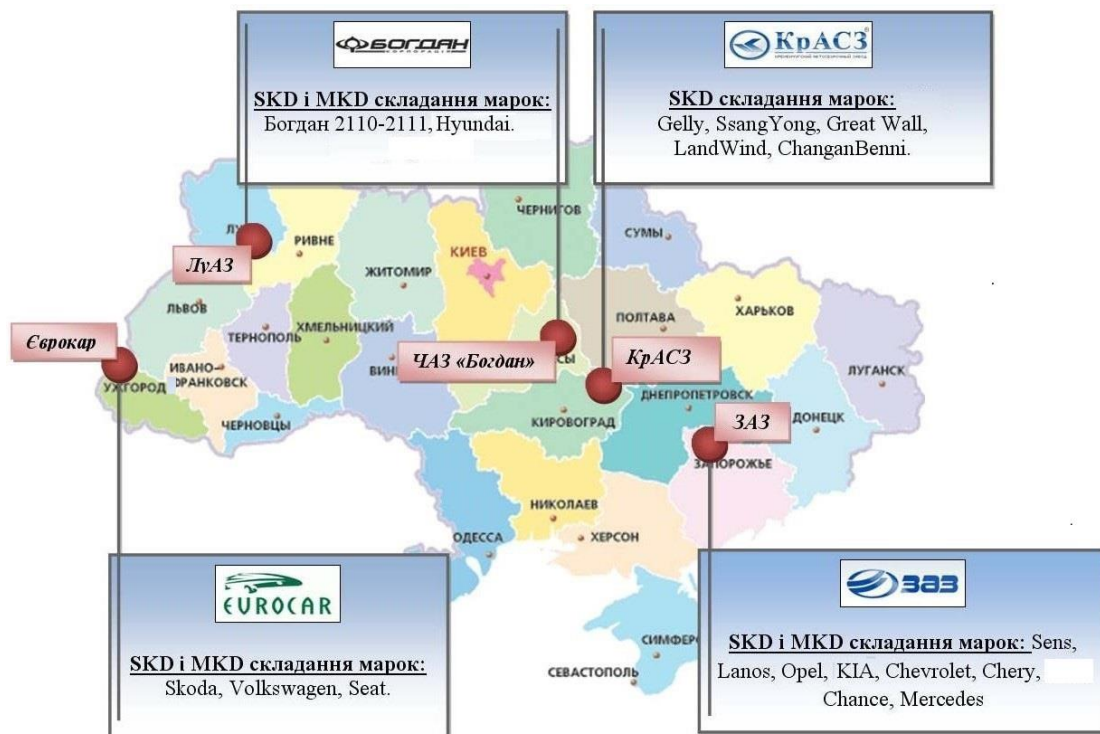 БОГДАН
КОРПОРАЦІЯ
SKD і MKD складання марок:
Богдан 2110-2111, Hyundai.
КрАСЗ
SKD складання марок:
Gelly, SsangYong, Great Wall,
LandWind, ChanganBenni.
ЧЕРНИГОВ
СУМЫ
РИВНЕ
КИЕВ
ЛуАЗ
ЖИТОМИР
ЛЬВОВ
ХАРЬКОВ
ПОЛТАВА
ТЕРНОПОЛЬ
ХМЕЛЬНИЦКИЙ
Єврокар
ЧАЗ «Богдан»
КрАСЗ
ИВАНО-
ФРАНКОВСК
ЛУГАНСК
УЖГОРОД
ДНЕПРОПЕТРОВСК
ЧЕРНОВЦЫ
КИРОВОГРАД
ЗАЗ
ДОНЕЦК
ЗАПОРОЖЬЕ
НИКОЛАЕВ
ОДЕССА
ХЕРСОН
EUROCAR
SKD і MKD складання марок:
Skoda, Volkswagen, Seat.
СЕВАСТОПОЛЬ
ЗАЗ
SKD і MKD складання марок: Sens,
Lanos, Opel, KIA, Chevrolet, Chery,
Chance, Mercedes